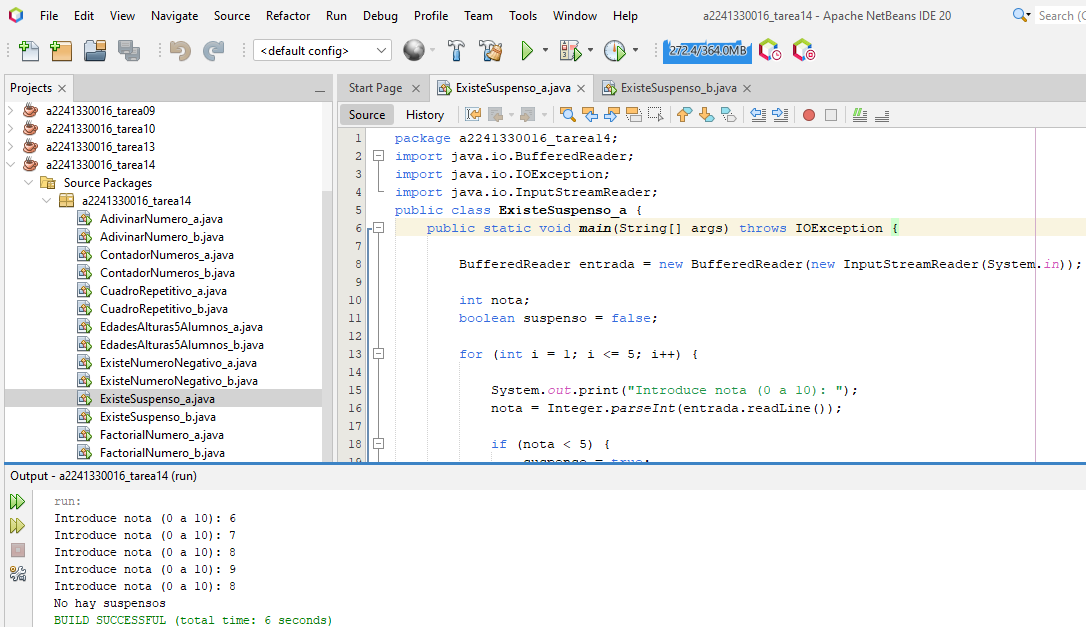 File Edit View Navigate Source Refactor Run Debug Profile Team Tools Window Help a2241330016_tarea14 - Apache NetBeans IDE 20 Search (C
<default config> 272.4/364.0MB
Projects
a2241330016_tarea09
a2241330016_tarea10
a2241330016_tarea13
a2241330016_tarea14
Source Packages
a2241330016_tarea14
AdivinarNumero_a.java
AdivinarNumero_b.java
ContadorNumeros_a.java
ContadorNumeros_b.java
CuadroRepetitivo_a.java
CuadroRepetitivo_b.java
EdadesAlturas5Alumnos_a.java
EdadesAlturas5Alumnos_b.java
ExisteNumeroNegativo_a.java
ExisteNumeroNegativo_b.java
ExisteSuspenso_a.java
ExisteSuspenso_b.java
FactorialNumero_a.java
FactorialNumero_b.java
Start Page ExisteSuspenso_a.java ExisteSuspenso_b.java
Source History
1 package a2241330016_tarea14;
2 import java.io.BufferedReader;
3 import java.io.IOException;
4 import java.io.InputStreamReader;
5 public class ExisteSuspenso_a {
6 public static void main(String[] args) throws IOException {
7
8 BufferedReader entrada = new BufferedReader(new InputStreamReader(System.in));
9
10 int nota;
11 boolean suspenso = false;
12
13 for (int i = 1; i <= 5; i++) {
14
15 System.out.print("Introduce nota (0 a 10): ");
16 nota = Integer.parseInt(entrada.readLine());
17
18 if (nota < 5) {
19 suspenso = true;
Output - a2241330016_tarea14 (run)
run:
Introduce nota (0 a 10): 6
Introduce nota (0 a 10): 7
Introduce nota (0 a 10): 8
Introduce nota (0 a 10): 9
Introduce nota (0 a 10): 8
No hay suspensos
BUILD SUCCESSFUL (total time: 6 seconds)